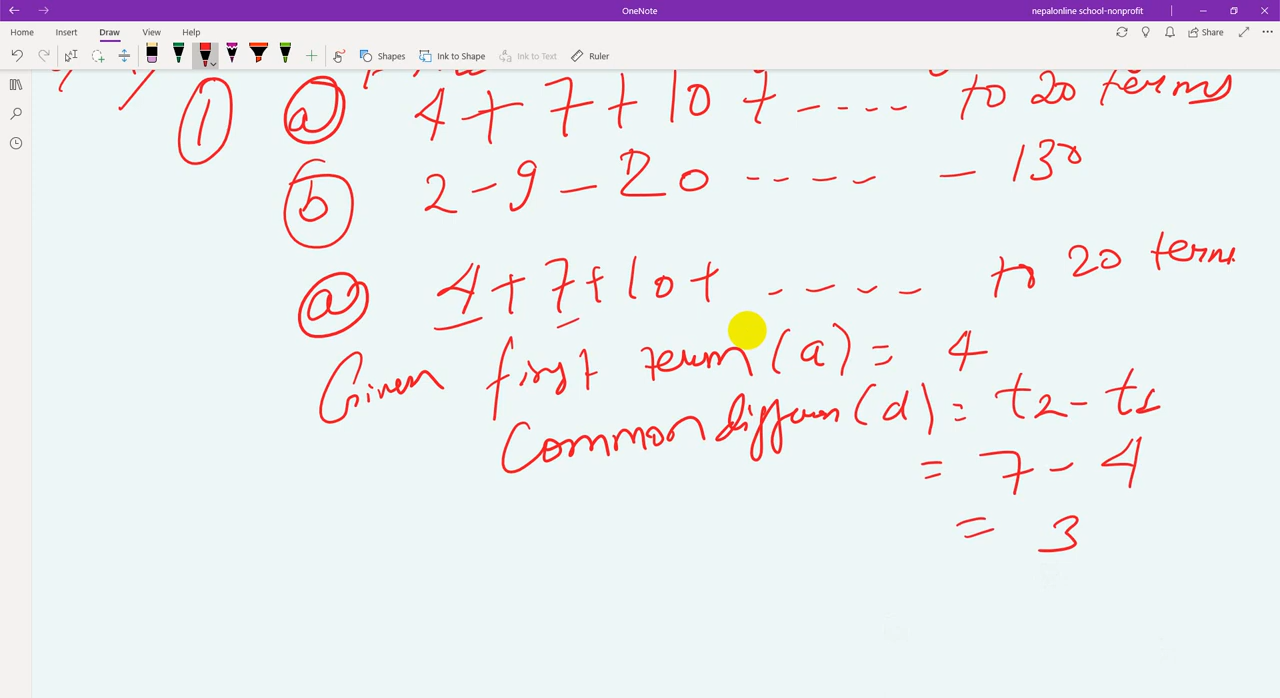 OneNote
nepalonline school-nonprofit
Home Insert Draw View Help
Share
Shapes Ink to Shape Ink to Text Ruler
1 a 4 + 7 + 10 + ---- to 20 terms
b 2 - 9 - 20 ---- - 130
a 4 + 7 + 10 + ---- to 20 term
Given first term (a) = 4
Common differen (d) = t2 - t1
= 7 - 4
= 3